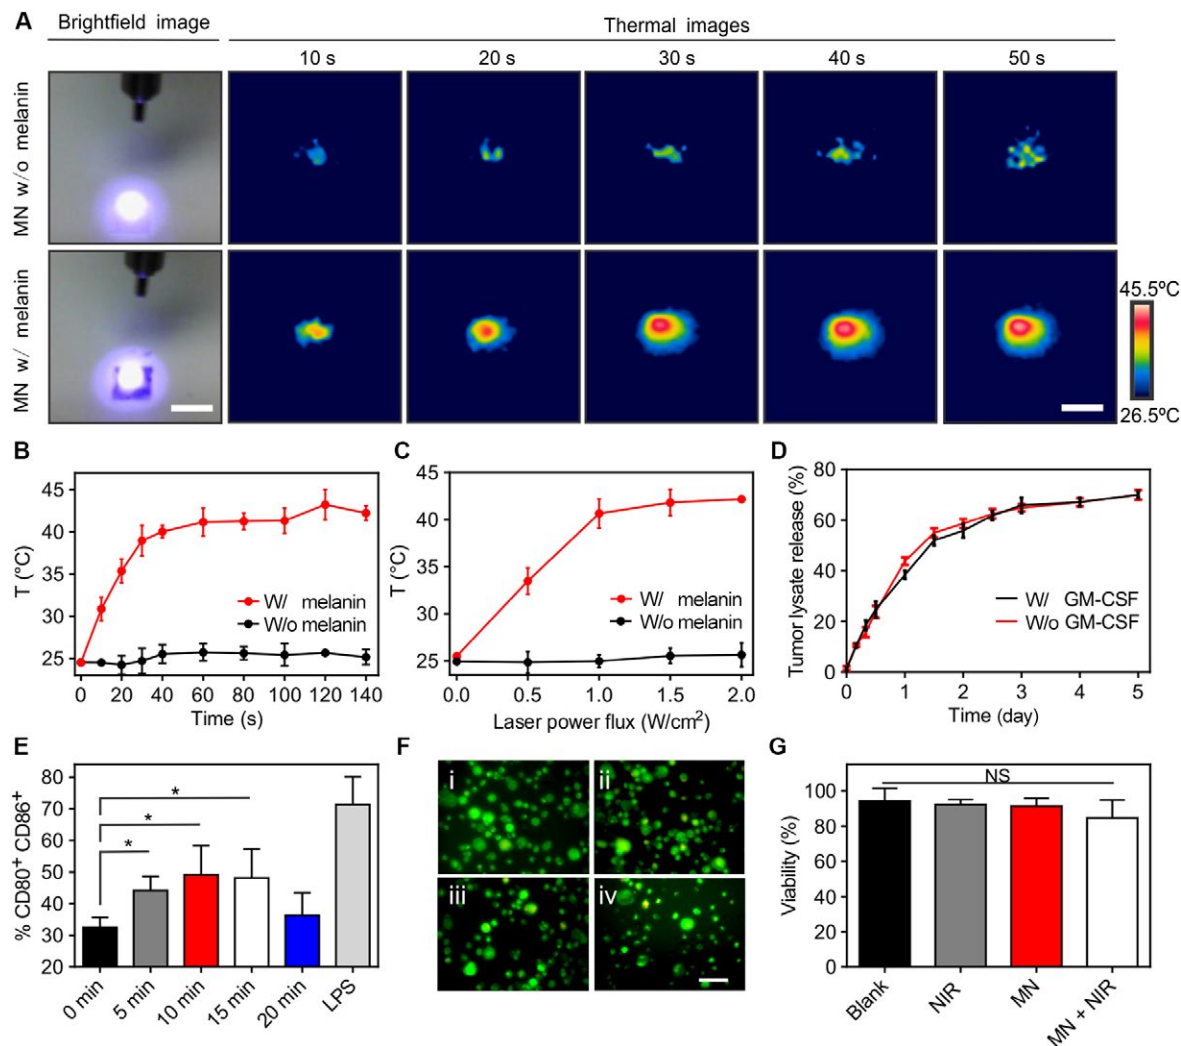 A
Brightfield image
Thermal images
10 s
20 s
30 s
40 s
50 s
MN w/o melanin
MN w/ melanin
45.5ºC
26.5ºC
B
T (°C)
45
40
35
30
25
W/ melanin
W/o melanin
0 20 40 60 80 100 120 140
Time (s)
C
T (°C)
45
40
35
30
25
W/ melanin
W/o melanin
0.0 0.5 1.0 1.5 2.0
Laser power flux (W/cm²)
D
Tumor lysate release (%)
80
60
40
20
0
W/ GM-CSF
W/o GM-CSF
0 1 2 3 4 5
Time (day)
E
% CD80⁺ CD86⁺
80
70
60
50
40
30
20
*
*
*
0 min
5 min
10 min
15 min
20 min
LPS
F
i
ii
iii
iv
G
Viability (%)
100
80
60
40
20
0
NS
Blank
NIR
MN
MN + NIR